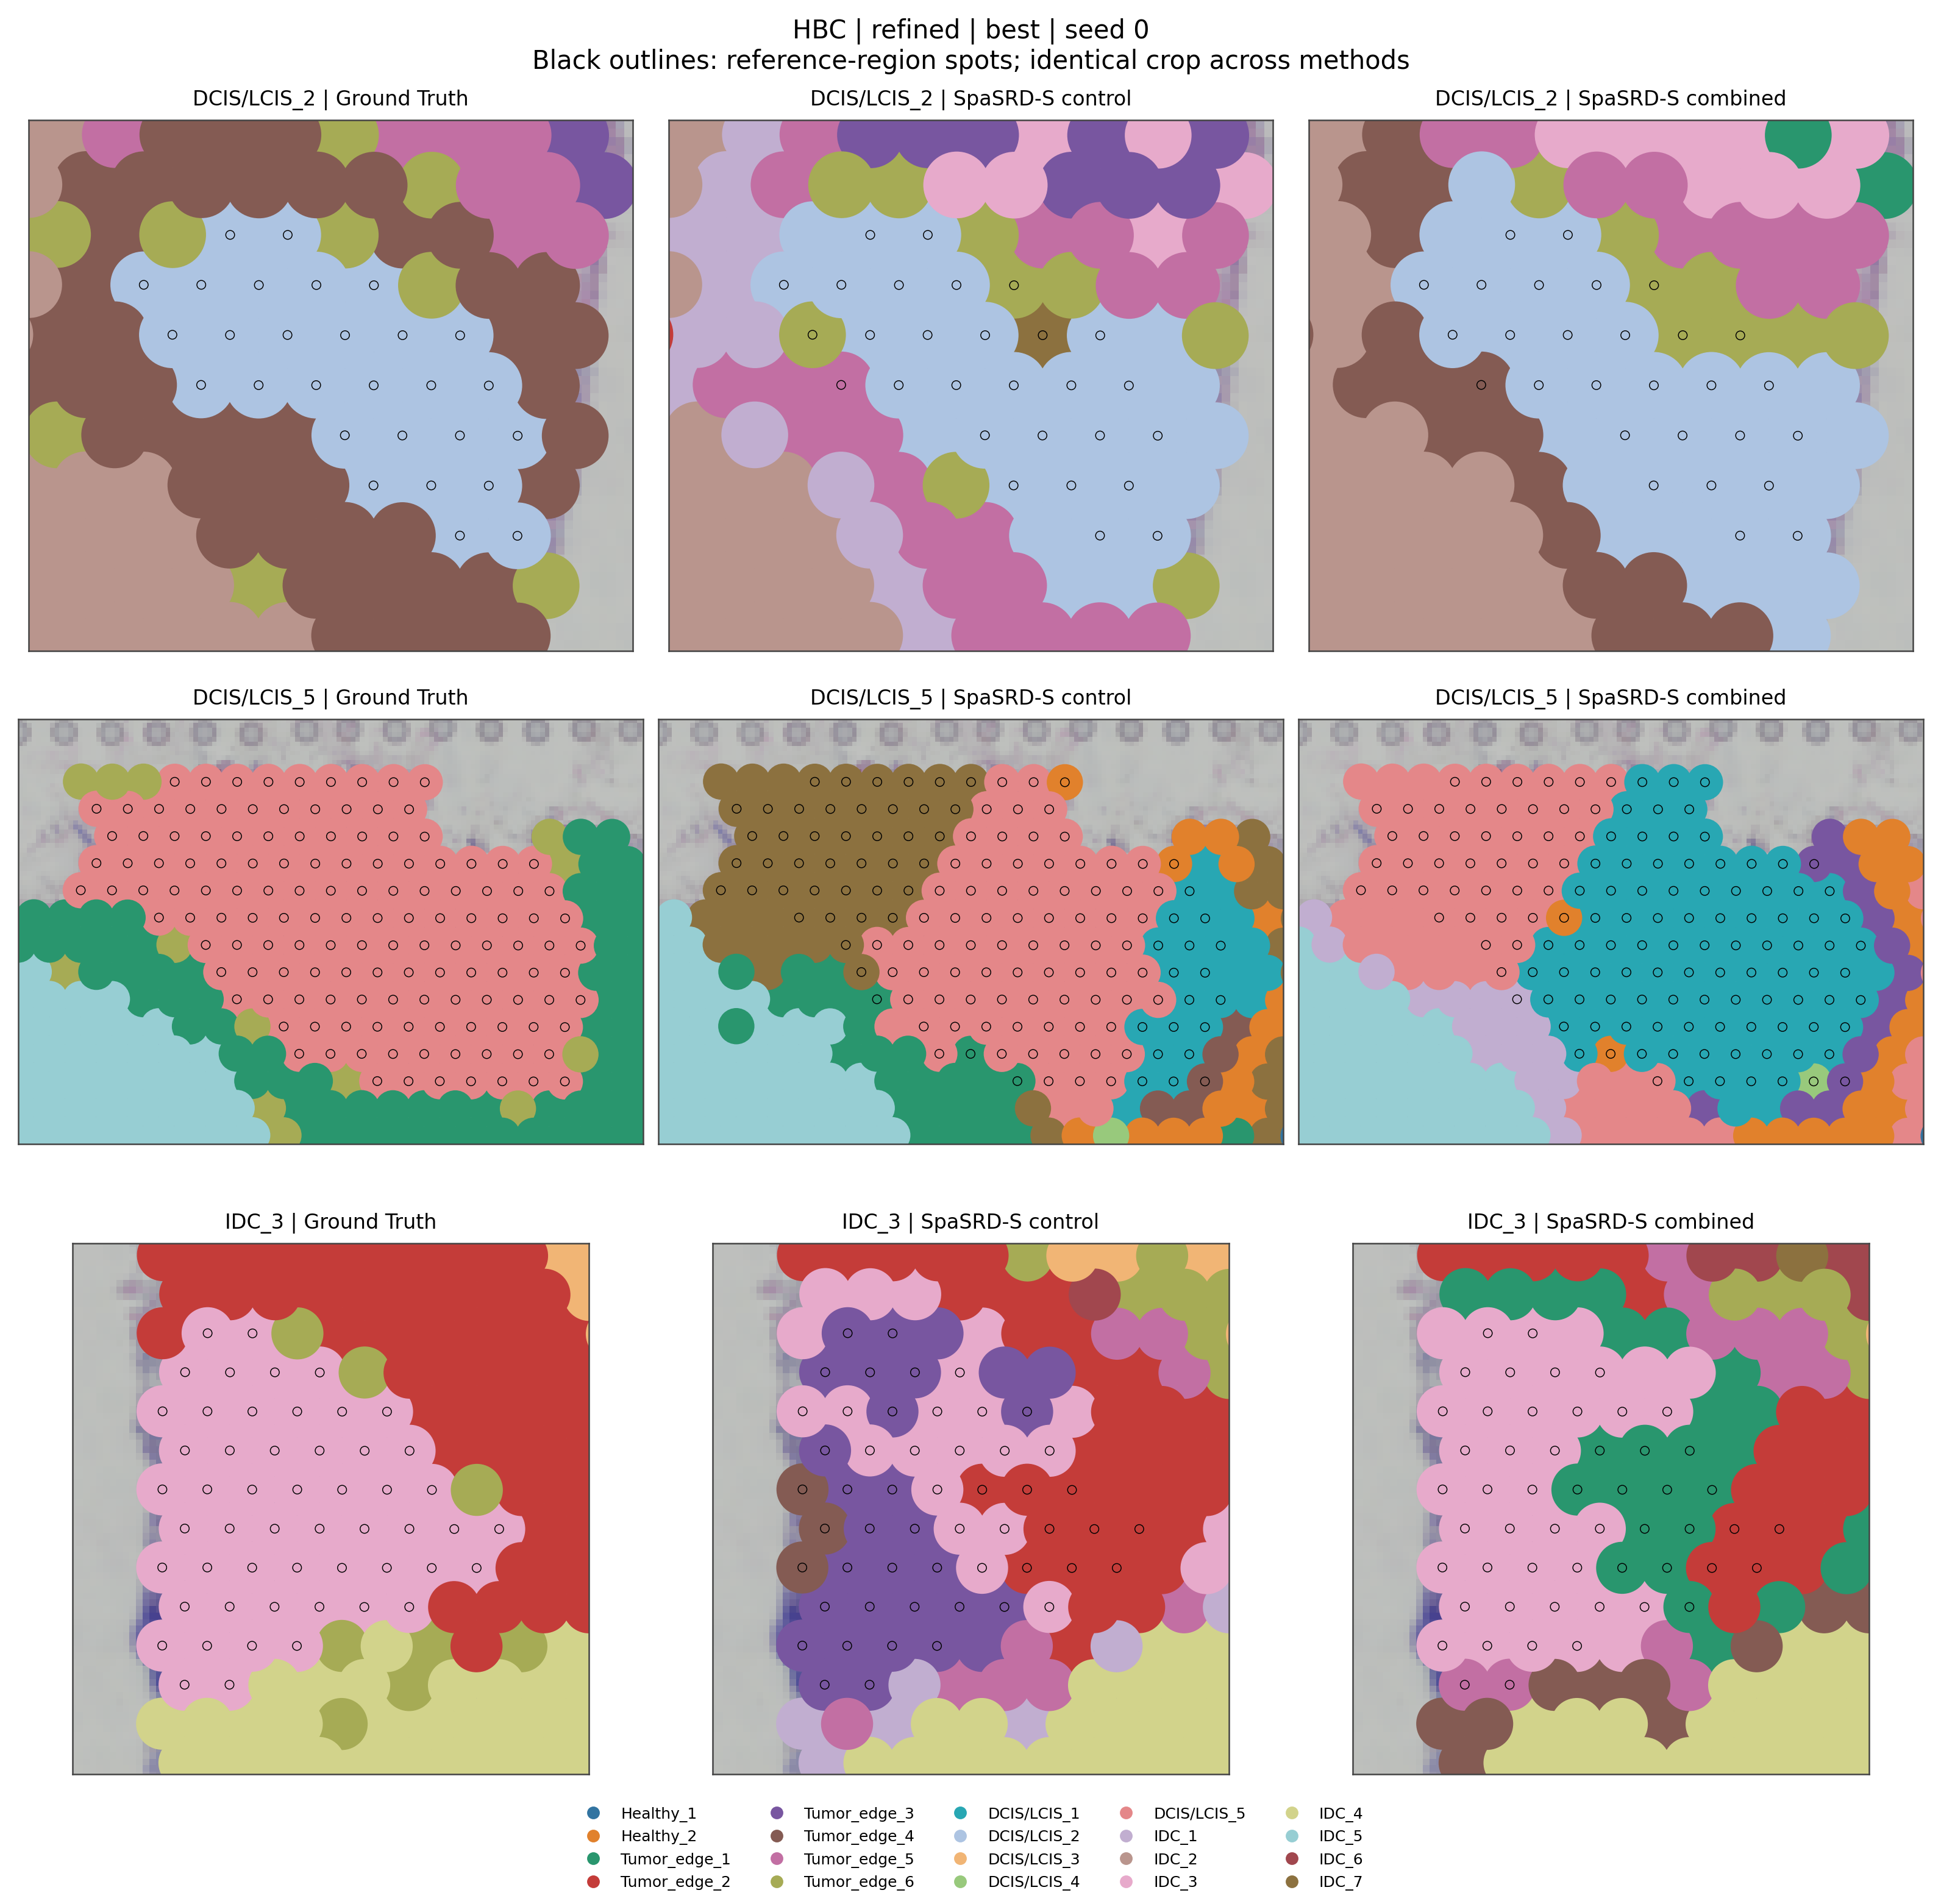 HBC | refined | best | seed 0
Black outlines: reference-region spots; identical crop across methods
DCIS/LCIS_2 | Ground Truth
DCIS/LCIS_2 | SpaSRD-S control
DCIS/LCIS_2 | SpaSRD-S combined
DCIS/LCIS_5 | Ground Truth
DCIS/LCIS_5 | SpaSRD-S control
DCIS/LCIS_5 | SpaSRD-S combined
IDC_3 | Ground Truth
IDC_3 | SpaSRD-S control
IDC_3 | SpaSRD-S combined
Healthy_1
Healthy_2
Tumor_edge_1
Tumor_edge_2
Tumor_edge_3
Tumor_edge_4
Tumor_edge_5
Tumor_edge_6
DCIS/LCIS_1
DCIS/LCIS_2
DCIS/LCIS_3
DCIS/LCIS_4
DCIS/LCIS_5
IDC_1
IDC_2
IDC_3
IDC_4
IDC_5
IDC_6
IDC_7